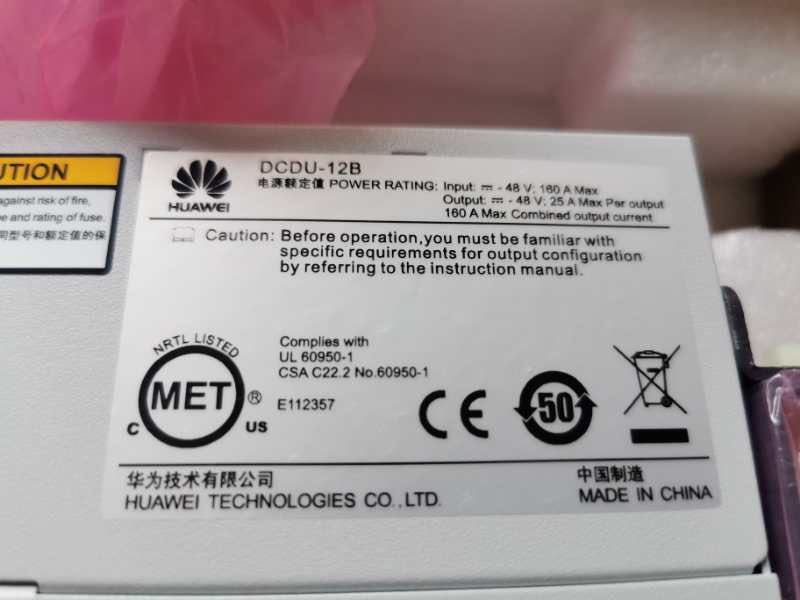 UTION
against risk of fire,
e and rating of fuse.
同型号和额定值的保
HUAWEI
DCDU-12B
电源额定值 POWER RATING: Input: ⎓ - 48 V; 160 A Max
Output: ⎓ - 48 V; 25 A Max Per output
160 A Max Combined output current
Caution: Before operation,you must be familiar with
specific requirements for output configuration
by referring to the instruction manual.
NRTL LISTED
MET ®
C US
Complies with
UL 60950-1
CSA C22.2 No.60950-1
E112357
CE
50
华为技术有限公司
HUAWEI TECHNOLOGIES CO.,LTD.
中国制造
MADE IN CHINA